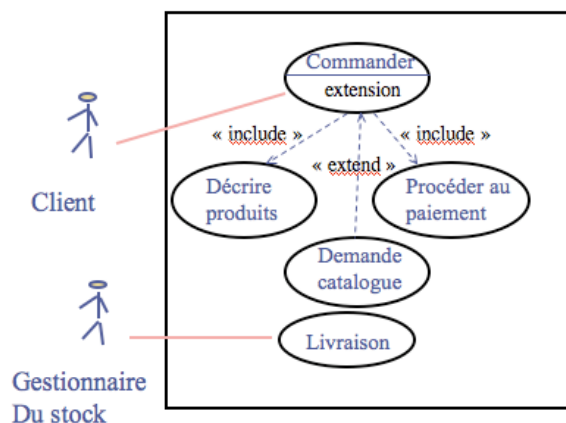 Commander
extension
« include »
« include »
« extend »
Client
Décrire
produits
Procéder au
paiement
Demande
catalogue
Livraison
Gestionnaire
Du stock